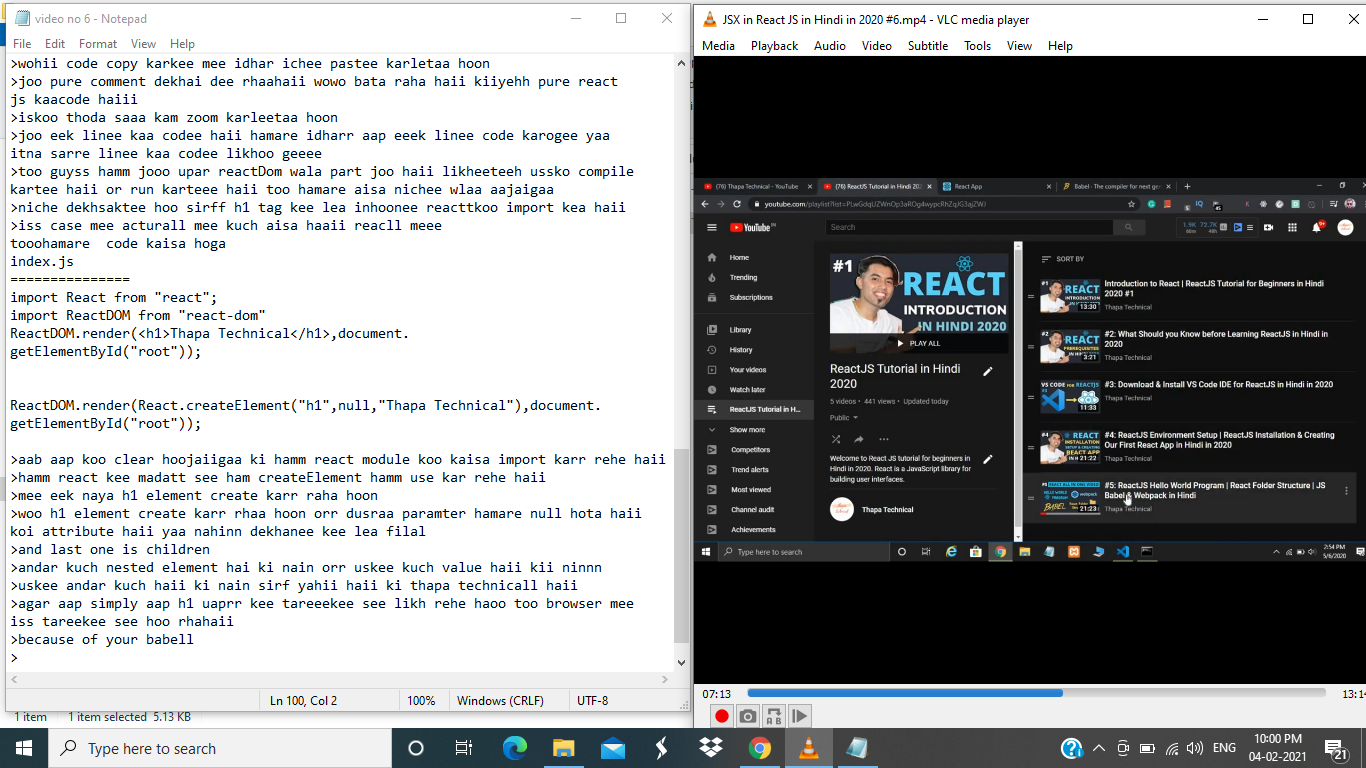 video no 6 - Notepad
File Edit Format View Help
>wohii code copy karkee mee idhar ichee pastee karletaa hoon
>joo pure comment dekhai dee rhaahaii wowo bata raha haii kiiyehh pure react
js kaacode haiii
>iskoo thoda saaa kam zoom karleetaa hoon
>joo eek linee kaa codee haii hamare idharr aap eeek linee code karogee yaa
itna sarre linee kaa codee likhoo geeee
>too guyss hamm jooo upar reactDom wala part joo haii likheeteeh ussko compile
kartee haii or run karteee haii too hamare aisa nichee wlaa aajaigaa
>niche dekhsaktee hoo sirff h1 tag kee lea inhoonee reacttkoo import kea haii
>iss case mee acturall mee kuch aisa haaii reacll meee
tooohamare  code kaisa hoga
index.js
==============
import React from "react";
import ReactDOM from "react-dom"
ReactDOM.render(<h1>Thapa Technical</h1>,document.
getElementById("root"));
ReactDOM.render(React.createElement("h1",null,"Thapa Technical"),document.
getElementById("root"));
>aab aap koo clear hoojaiigaa ki hamm react modile koo kaisa import karr rehe haii
>hamm react kee madatt see ham createElement hamm use kar rehe haii
>mee eek naya h1 element create karr raha hoon
>woo h1 element create karr rhaa hoon orr dusraa paramter hamare null hota haii
koi attribute haii yaa nahinn dekhanee kee lea filal
>and last one is children
>andar kuch nested element hai ki nain orr uskee kuch value haii kii ninnn
>uskee andar kuch haii ki nain sirf yahii haii ki thapa technicall haii
>agar aap simply aap h1 uaprr kee tareeekee see likh rehe haoo too browser mee
iss tareekee see hoo rhahaii
>because of your babell
>
Ln 100, Col 2 100% Windows (CRLF) UTF-8
1 item 1 item selected 5.13 KB
JSX in React JS in Hindi in 2020 #6.mp4 - VLC media player
Media Playback Audio Video Subtitle Tools View Help
(76) Thapa Technical - YouTube (76) ReactJS Tutorial in Hindi 202 React App Babel · The compiler for next ge
youtube.com/playlist?list=PLwGdqUZWnOp3aROg4wypcRhZqJG3ajZWJ
YouTube IN Search
Home
Trending
Subscriptions
Library
History
Your videos
Watch later
ReactJS Tutorial in H...
Show more
Competitors
Trend alerts
Most viewed
Channel audit
Achievements
#1 REACT
INTRODUCTION
IN HINDI 2020
PLAY ALL
ReactJS Tutorial in Hindi
2020
5 videos • 441 views • Updated today
Public
Welcome to React JS tutorial for beginners in
Hindi in 2020. React is a JavaScript library for
building user interfaces.
Thapa Technical
SORT BY
13:30
Introduction to React | ReactJS Tutorial for Beginners in Hindi
2020 #1
Thapa Technical
3:21
#2: What Should you Know before Learning ReactJS in Hindi in
2020
Thapa Technical
11:33
#3: Download & Install VS Code IDE for ReactJS in Hindi in 2020
Thapa Technical
21:22
#4: ReactJS Environment Setup | ReactJS Installation & Creating
Our First React App in Hindi in 2020
Thapa Technical
21:23
#5: ReactJS Hello World Program | React Folder Structure | JS
Babel & Webpack in Hindi
Thapa Technical
Type here to search
2:54 PM
5/6/2020
07:13 13:14
Type here to search
ENG
10:00 PM
04-02-2021
21